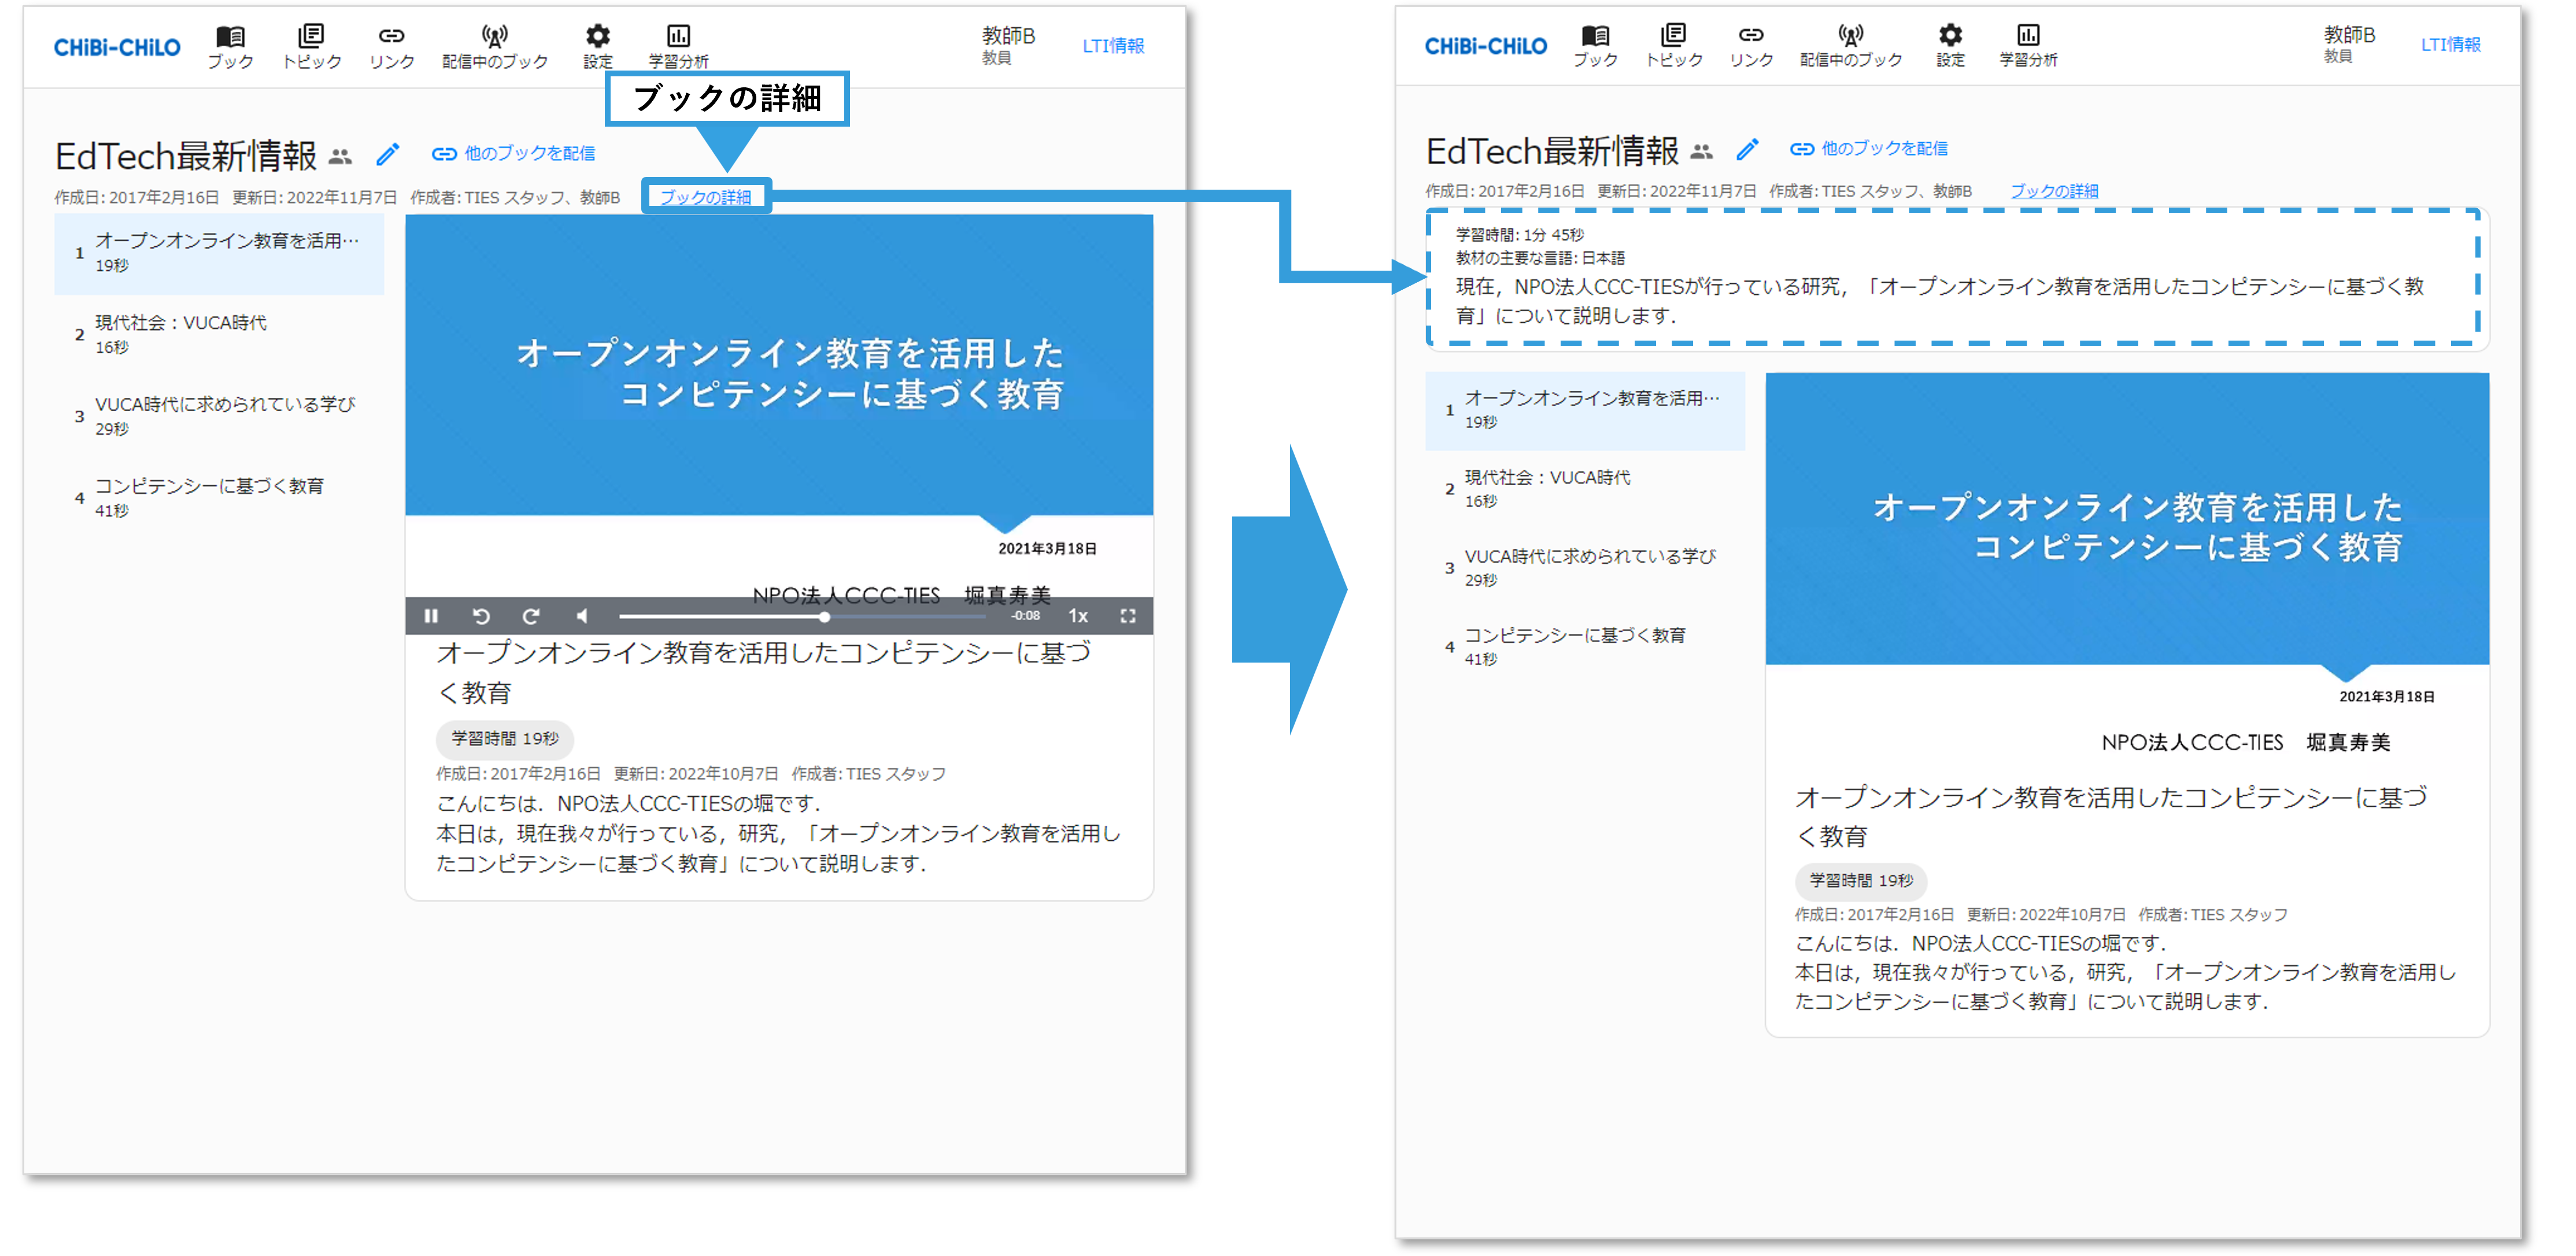 CHiBi-CHiLO
ブック
トピック
リンク
配信中のブック
設定
学習分析
教師B
教員
LTI情報
ブックの詳細
EdTech最新情報
他のブックを配信
作成日: 2017年2月16日 更新日: 2022年11月7日 作成者: TIES スタッフ、教師B ブックの詳細
1 オープンオンライン教育を活用…
19秒
2 現代社会：VUCA時代
16秒
3 VUCA時代に求められている学び
29秒
4 コンピテンシーに基づく教育
41秒
オープンオンライン教育を活用した
コンピテンシーに基づく教育
2021年3月18日
NPO法人CCC-TIES 堀真寿美
-0:08 1x
オープンオンライン教育を活用したコンピテンシーに基づ
く教育
学習時間 19秒
作成日: 2017年2月16日 更新日: 2022年10月7日 作成者: TIES スタッフ
こんにちは．NPO法人CCC-TIESの堀です．
本日は，現在我々が行っている，研究，「オープンオンライン教育を活用し
たコンピテンシーに基づく教育」について説明します．
CHiBi-CHiLO
ブック
トピック
リンク
配信中のブック
設定
学習分析
教師B
教員
LTI情報
EdTech最新情報
他のブックを配信
作成日: 2017年2月16日 更新日: 2022年11月7日 作成者: TIES スタッフ、教師B ブックの詳細
学習時間: 1分 45秒
教材の主要な言語: 日本語
現在，NPO法人CCC-TIESが行っている研究，「オープンオンライン教育を活用したコンピテンシーに基づく教
育」について説明します．
1 オープンオンライン教育を活用…
19秒
2 現代社会：VUCA時代
16秒
3 VUCA時代に求められている学び
29秒
4 コンピテンシーに基づく教育
41秒
オープンオンライン教育を活用した
コンピテンシーに基づく教育
2021年3月18日
NPO法人CCC-TIES 堀真寿美
オープンオンライン教育を活用したコンピテンシーに基づ
く教育
学習時間 19秒
作成日: 2017年2月16日 更新日: 2022年10月7日 作成者: TIES スタッフ
こんにちは．NPO法人CCC-TIESの堀です．
本日は，現在我々が行っている，研究，「オープンオンライン教育を活用し
たコンピテンシーに基づく教育」について説明します．